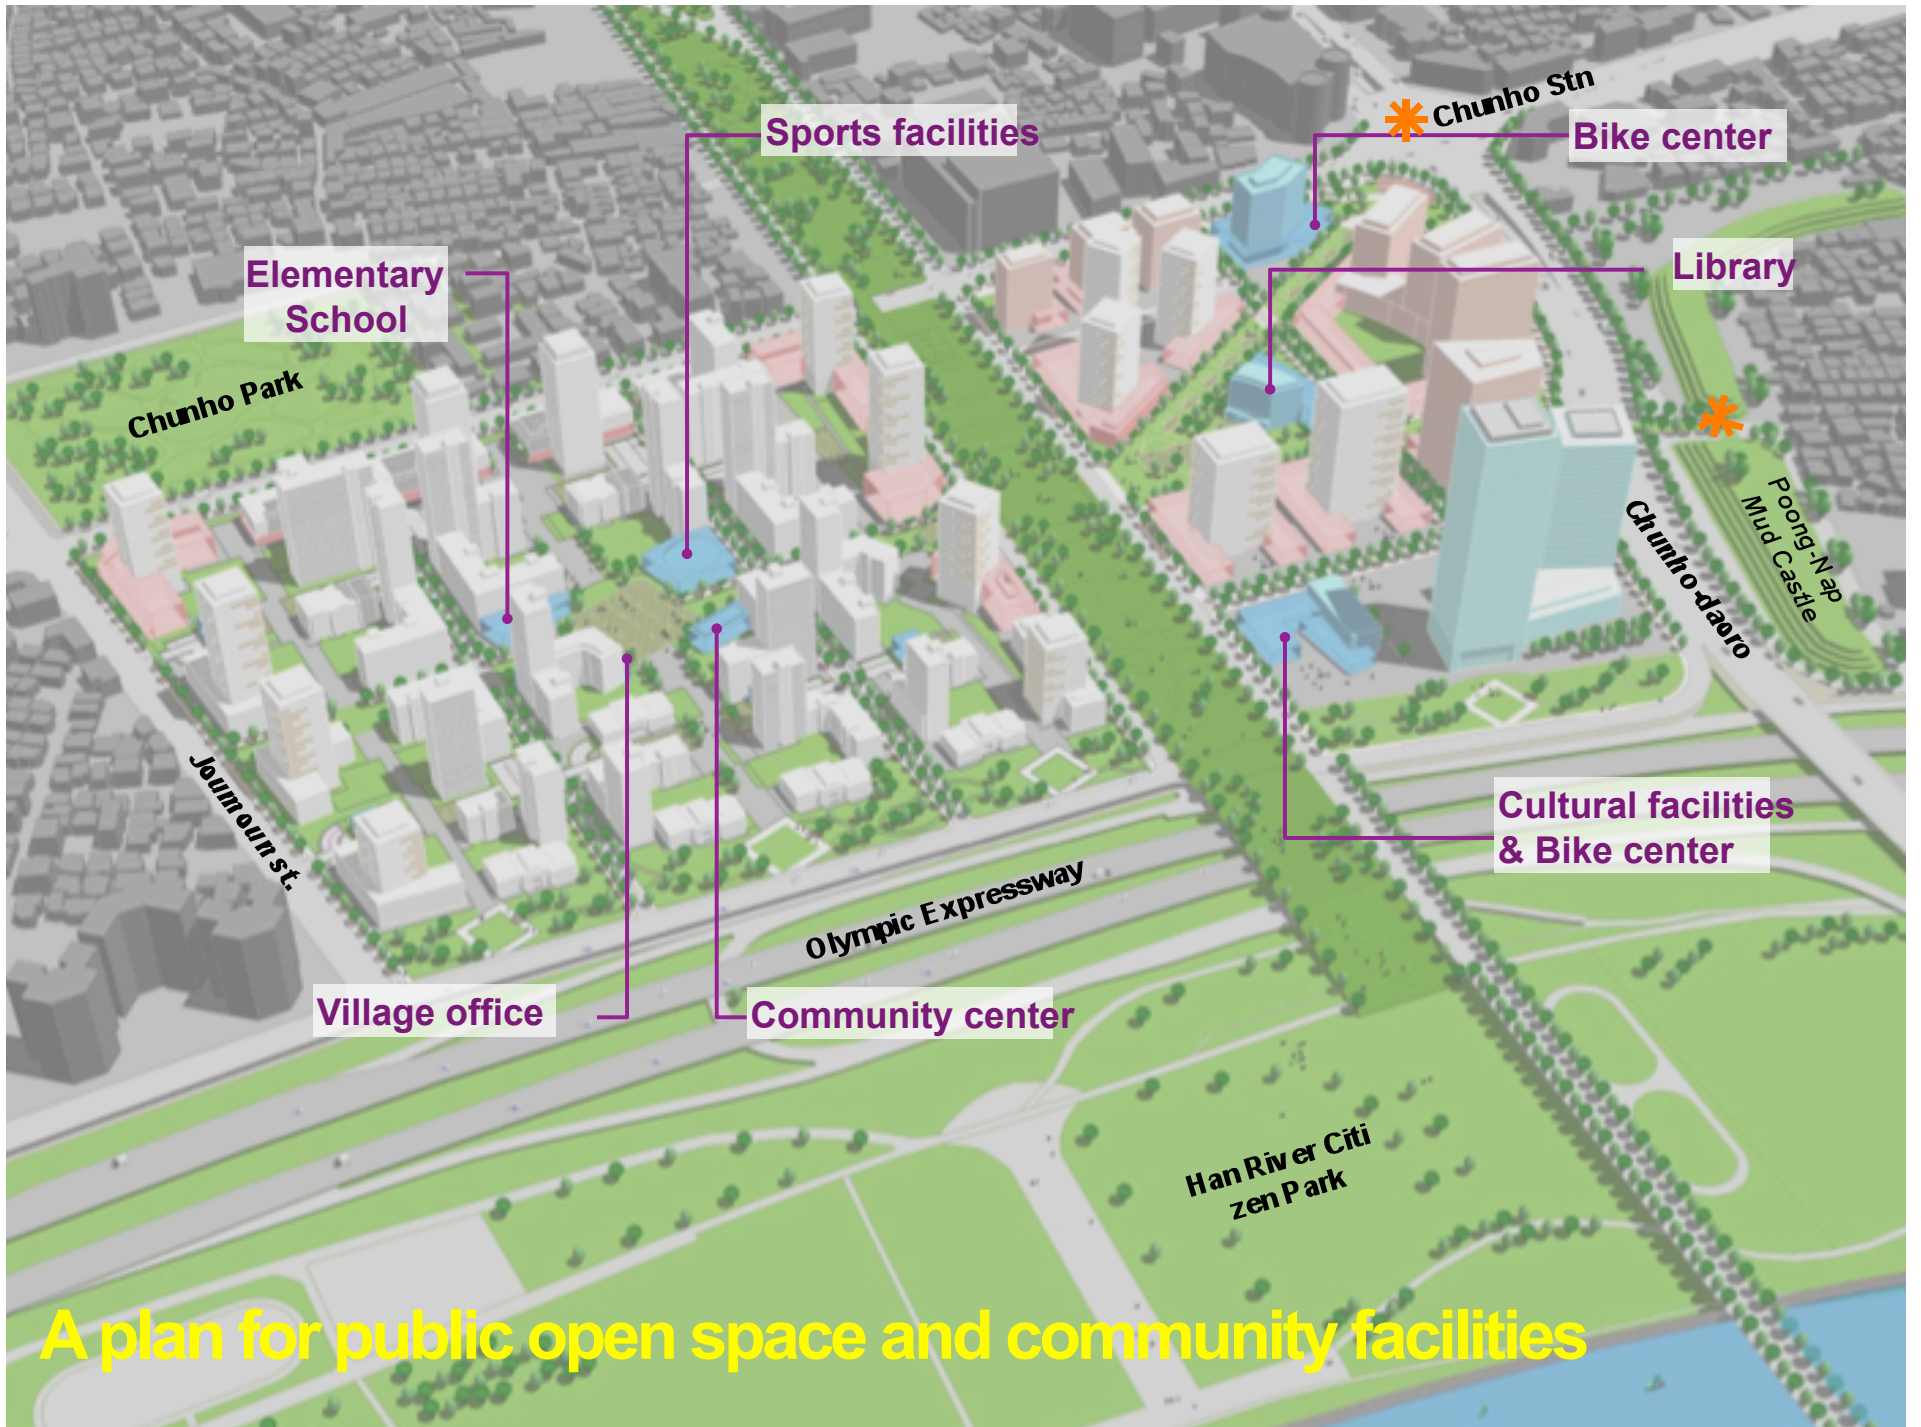 Chunho Stn
Sports facilities
Bike center
Elementary
School
Library
Chunho Park
Poong-Nap
Mud Castle
Chunho-daoro
Joumoun st.
Cultural facilities
& Bike center
Olympic Expressway
Village office
Community center
Han River Citi
zen Park
A plan for public open space and community facilities